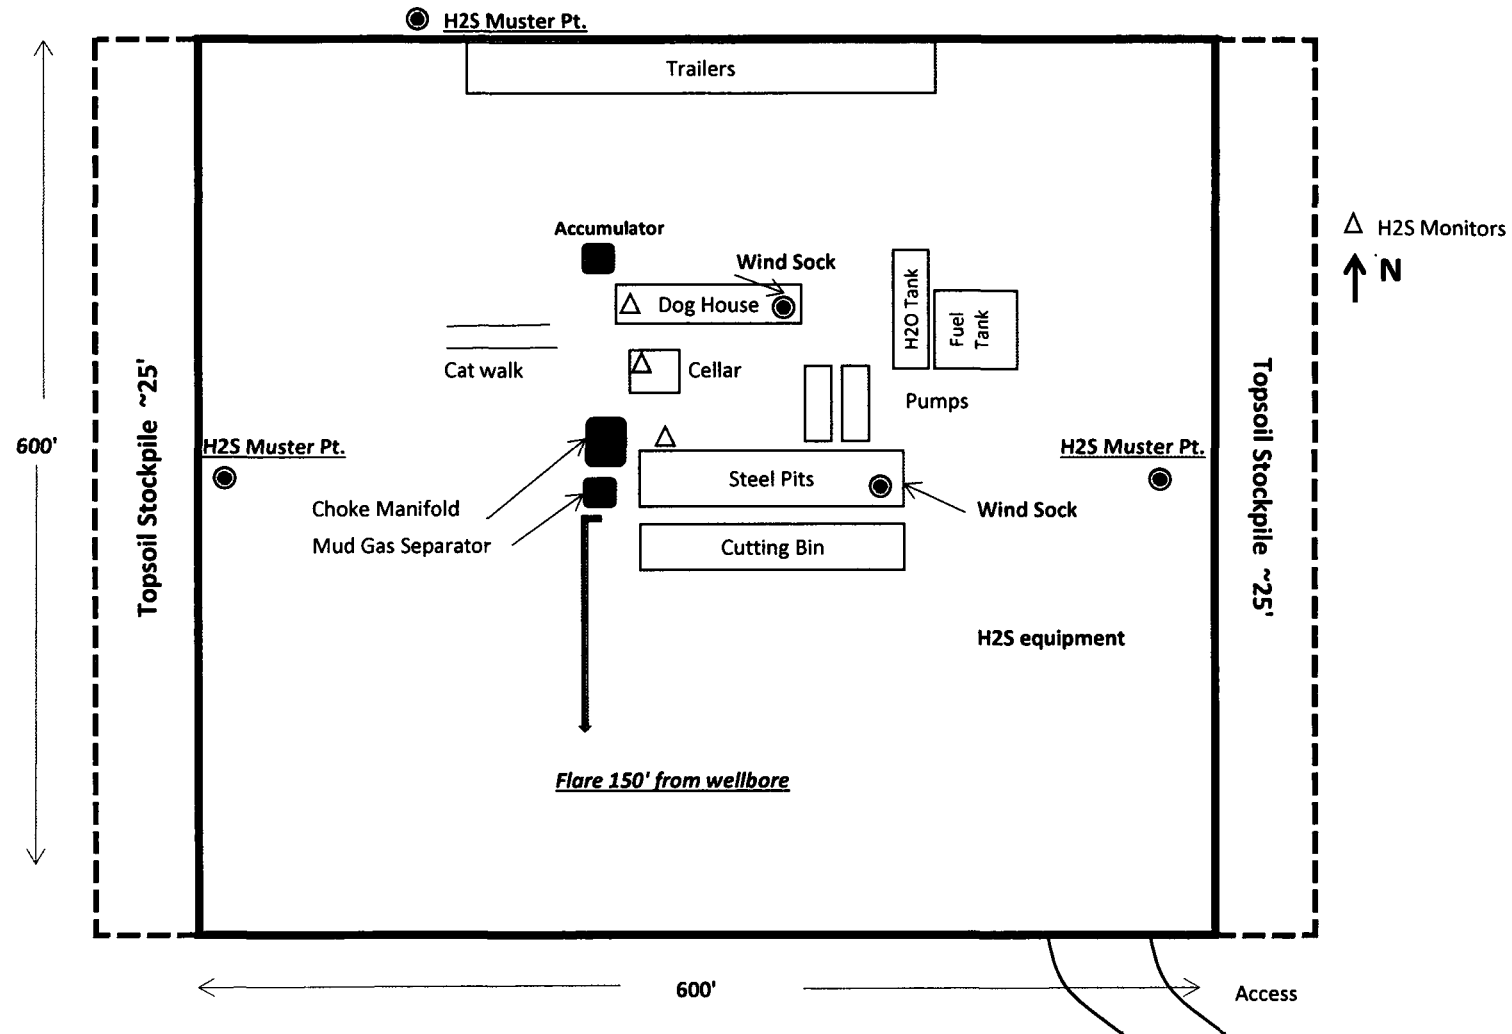 H2S Muster Pt.
Trailers
H2S Monitors
N
Accumulator
Wind Sock
Dog House
H2O Tank
Fuel
Tank
Cat walk
Cellar
Pumps
600'
Topsoil Stockpile ~25'
H2S Muster Pt.
H2S Muster Pt.
Topsoil Stockpile ~25'
Steel Pits
Choke Manifold
Wind Sock
Mud Gas Separator
Cutting Bin
H2S equipment
Flare 150' from wellbore
600'
Access